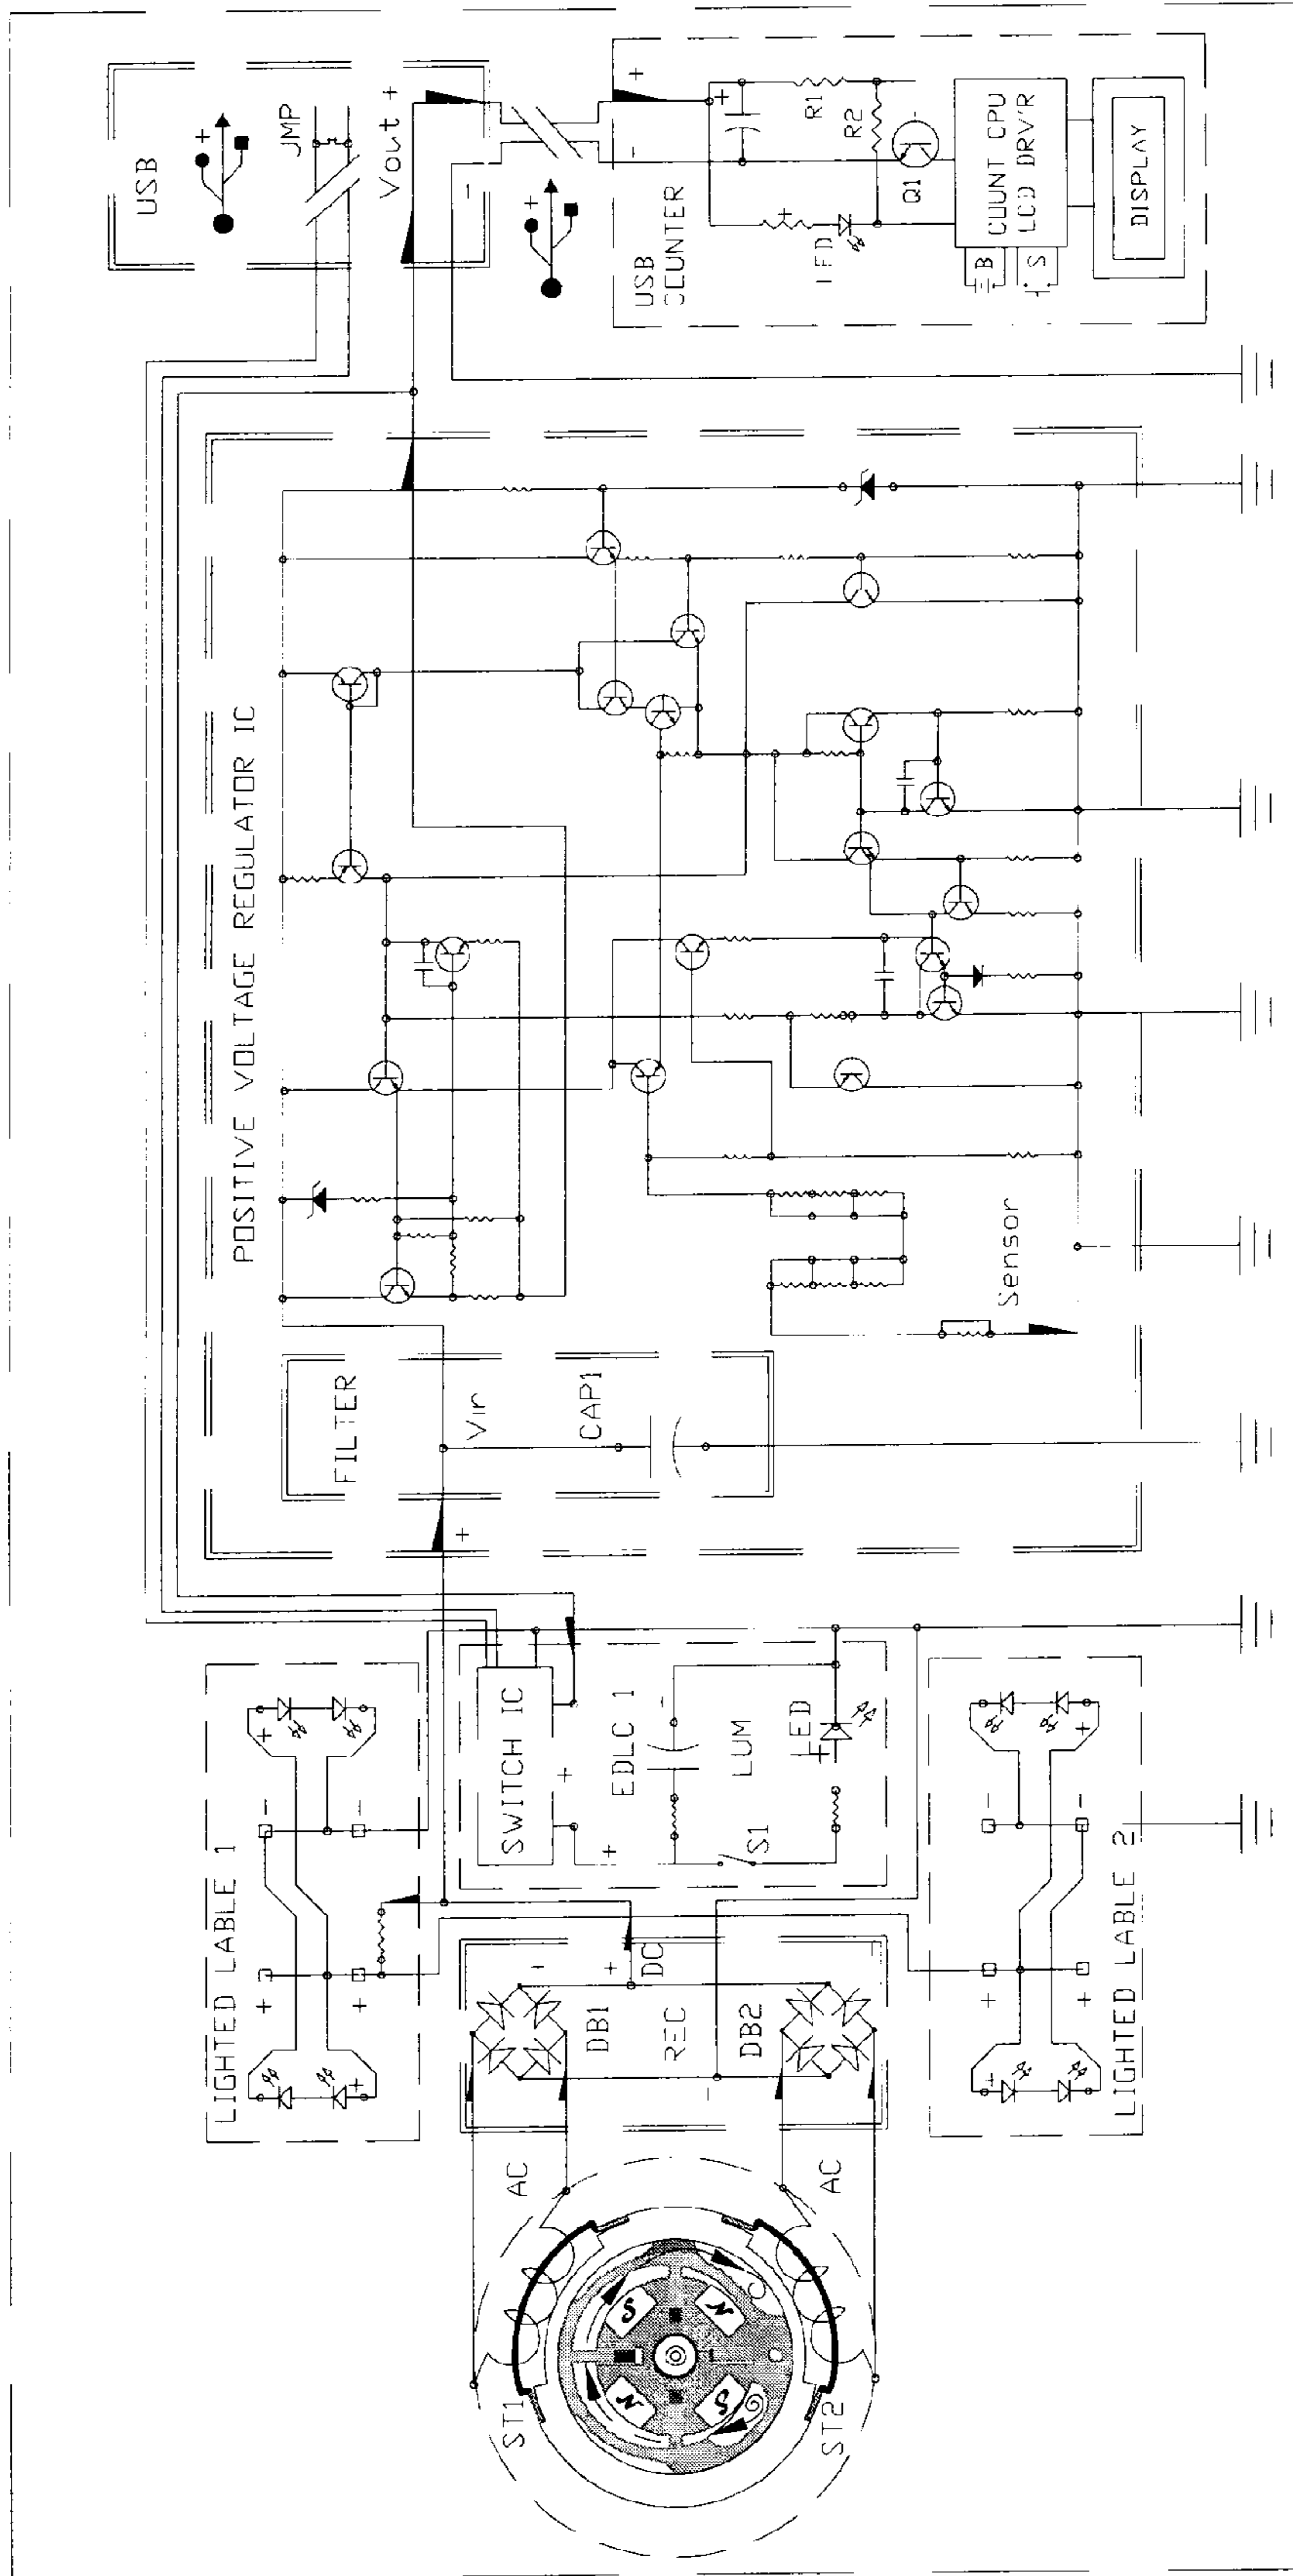 USB
+
JMP
Vout +
-
+
+
+
-
R1
R2
Q1
USB
COUNTER
+
LED
COUNT CPU
LCD DRV'R
B
S
DISPLAY
POSITIVE VOLTAGE REGULATOR IC
Sensor
FILTER
Vin
CAP1
+
LIGHTED LABLE 1
+
-
-
+
+
+
SWITCH IC
+
+
EDLC 1
-
LUM
LED
+
S1
LIGHTED LABLE 2
+
-
-
+
+
+
DB1
-
+
DC
REC
DB2
-
-
AC
AC
ST1
ST2
S
N
N
S